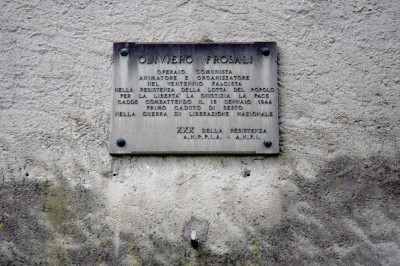 OLIVIERO FROSALI
OPERAIO COMUNISTA
ANIMATORE E ORGANIZZATORE
NEL VENTENNIO FASCISTA
NELLA RESISTENZA DELLA LOTTA DEL POPOLO
PER LA LIBERTÀ LA GIUSTIZIA LA PACE
CADDE COMBATTENDO IL 18 GENNAIO 1944
PRIMO CADUTO DI SESTO
NELLA GUERRA DI LIBERAZIONE NAZIONALE
XXX DELLA RESISTENZA
A.N.P.P.I.A. - A.N.P.I.